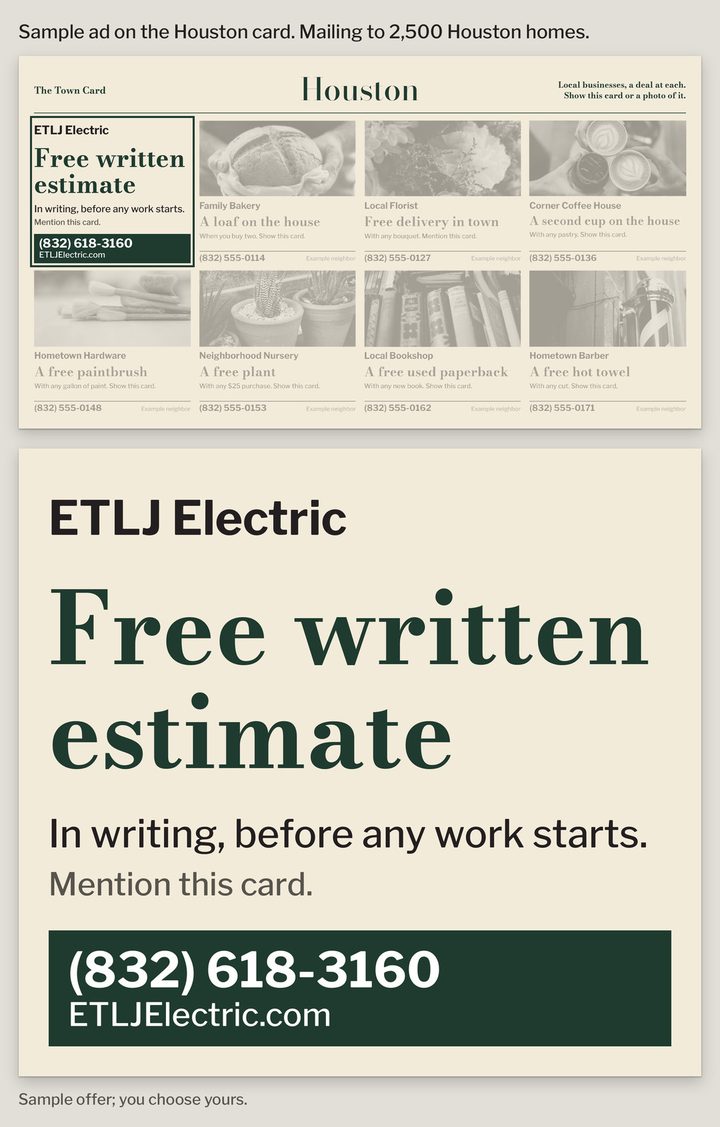 Sample ad on the Houston card. Mailing to 2,500 Houston homes.
The Town Card
Houston
Local businesses, a deal at each.
Show this card or a photo of it.
ETLJ Electric
Free written
estimate
In writing, before any work starts.
Mention this card.
(832) 618-3160
ETLJElectric.com
Family Bakery
A loaf on the house
When you buy two. Show this card.
(832) 555-0114
Example neighbor
Local Florist
Free delivery in town
With any bouquet. Mention this card.
(832) 555-0127
Example neighbor
Corner Coffee House
A second cup on the house
With any pastry. Show this card.
(832) 555-0136
Example neighbor
Hometown Hardware
A free paintbrush
With any gallon of paint. Show this card.
(832) 555-0148
Example neighbor
Neighborhood Nursery
A free plant
With any $25 purchase. Show this card.
(832) 555-0153
Example neighbor
Local Bookshop
A free used paperback
With any new book. Show this card.
(832) 555-0162
Example neighbor
Hometown Barber
A free hot towel
With any cut. Show this card.
(832) 555-0171
Example neighbor
ETLJ Electric
Free written
estimate
In writing, before any work starts.
Mention this card.
(832) 618-3160
ETLJElectric.com
Sample offer; you choose yours.